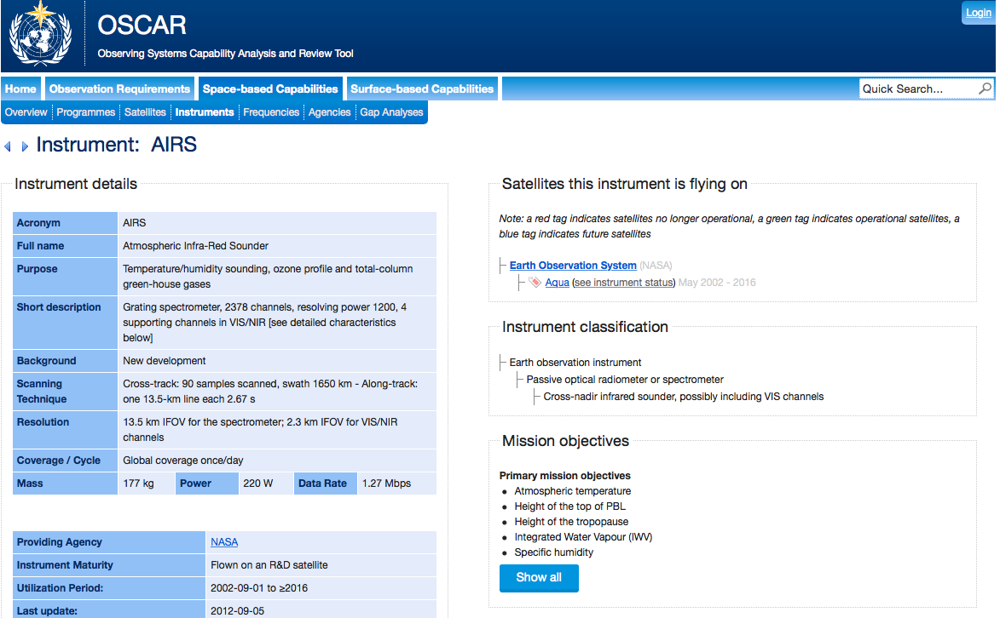 OSCAR
Login
Observing Systems Capability Analysis and Review Tool
Home Observation Requirements Space-based Capabilities Surface-based Capabilities Quick Search...
Overview Programmes Satellites Instruments Frequencies Agencies Gap Analyses
Instrument: AIRS
Instrument details
Acronym AIRS
Full name Atmospheric Infra-Red Sounder
Purpose Temperature/humidity sounding, ozone profile and total-column
green-house gases
Short description Grating spectrometer, 2378 channels, resolving power 1200, 4
supporting channels in VIS/NIR [see detailed characteristics
below]
Background New development
Scanning Cross-track: 90 samples scanned, swath 1650 km - Along-track:
Technique one 13.5-km line each 2.67 s
Resolution 13.5 km IFOV for the spectrometer; 2.3 km IFOV for VIS/NIR
channels
Coverage / Cycle Global coverage once/day
Mass 177 kg Power 220 W Data Rate 1.27 Mbps
Providing Agency NASA
Instrument Maturity Flown on an R&D satellite
Utilization Period: 2002-09-01 to ≥2016
Last update: 2012-09-05
Satellites this instrument is flying on
Note: a red tag indicates satellites no longer operational, a green tag indicates operational satellites, a
blue tag indicates future satellites
Earth Observation System (NASA)
Aqua (see instrument status) May 2002 - 2016
Instrument classification
Earth observation instrument
Passive optical radiometer or spectrometer
Cross-nadir infrared sounder, possibly including VIS channels
Mission objectives
Primary mission objectives
• Atmospheric temperature
• Height of the top of PBL
• Height of the tropopause
• Integrated Water Vapour (IWV)
• Specific humidity
Show all